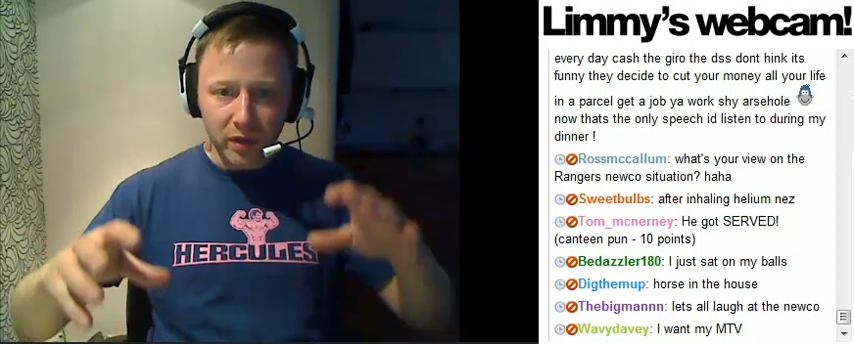 Limmy's webcam!
every day cash the giro the dss dont hink its
funny they decide to cut your money all your life
in a parcel get a job ya work shy arsehole
now thats the only speech id listen to during my
dinner !
Rossmccallum: what's your view on the
Rangers newco situation? haha
Sweetbulbs: after inhaling helium nez
Tom_mcnerney: He got SERVED!
(canteen pun - 10 points)
Bedazzler180: I just sat on my balls
Digthemup: horse in the house
Thebigmannn: lets all laugh at the newco
Wavydavey: I want my MTV
HERCULES